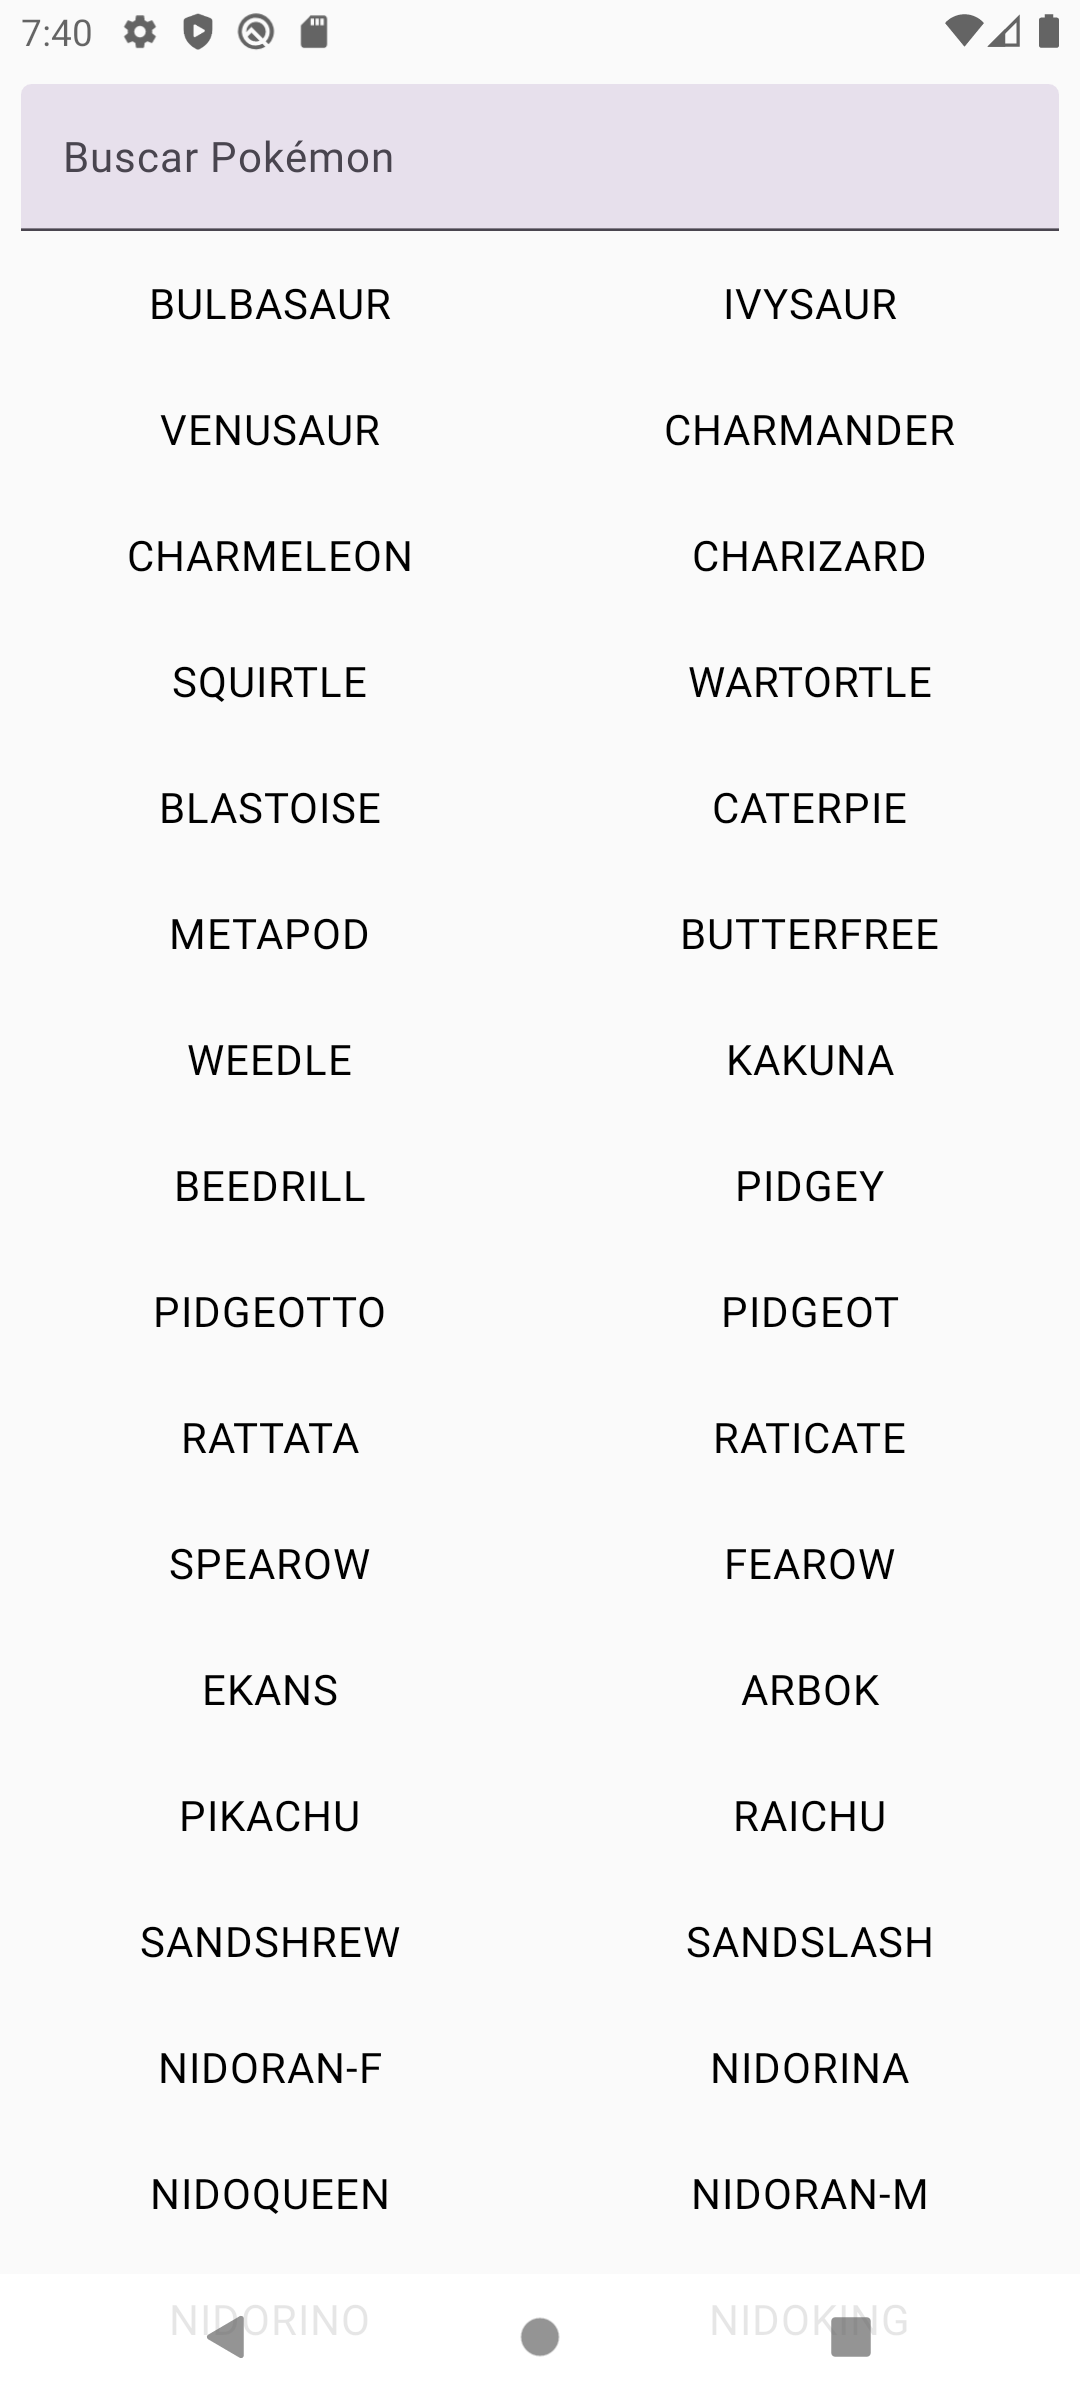 7:40
Buscar Pokémon
BULBASAUR IVYSAUR
VENUSAUR CHARMANDER
CHARMELEON CHARIZARD
SQUIRTLE WARTORTLE
BLASTOISE CATERPIE
METAPOD BUTTERFREE
WEEDLE KAKUNA
BEEDRILL PIDGEY
PIDGEOTTO PIDGEOT
RATTATA RATICATE
SPEAROW FEAROW
EKANS ARBOK
PIKACHU RAICHU
SANDSHREW SANDSLASH
NIDORAN-F NIDORINA
NIDOQUEEN NIDORAN-M
NIDORINO NIDOKING